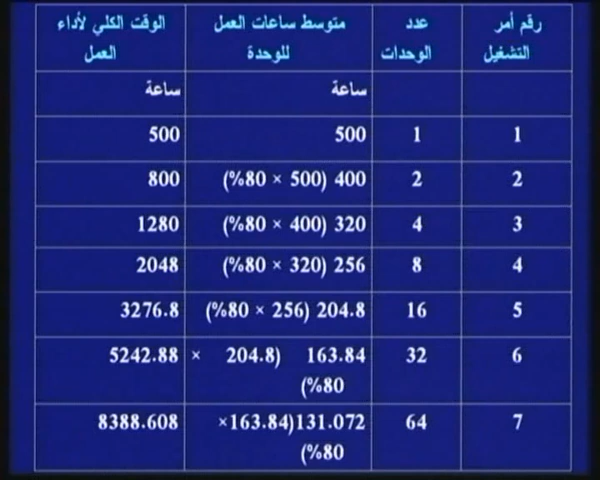 رقم أمر التشغيل	عدد الوحدات	متوسط ساعات العمل للوحدة	الوقت الكلي لأداء العمل
ساعة	ساعة
1	1	500	500
2	2	400 (500 × 80%)	800
3	4	320 (400 × 80%)	1280
4	8	256 (320 × 80%)	2048
5	16	204.8 (256 × 80%)	3276.8
6	32	163.84 (204.8 × 80%)	5242.88
7	64	131.072(163.84× 80%)	8388.608